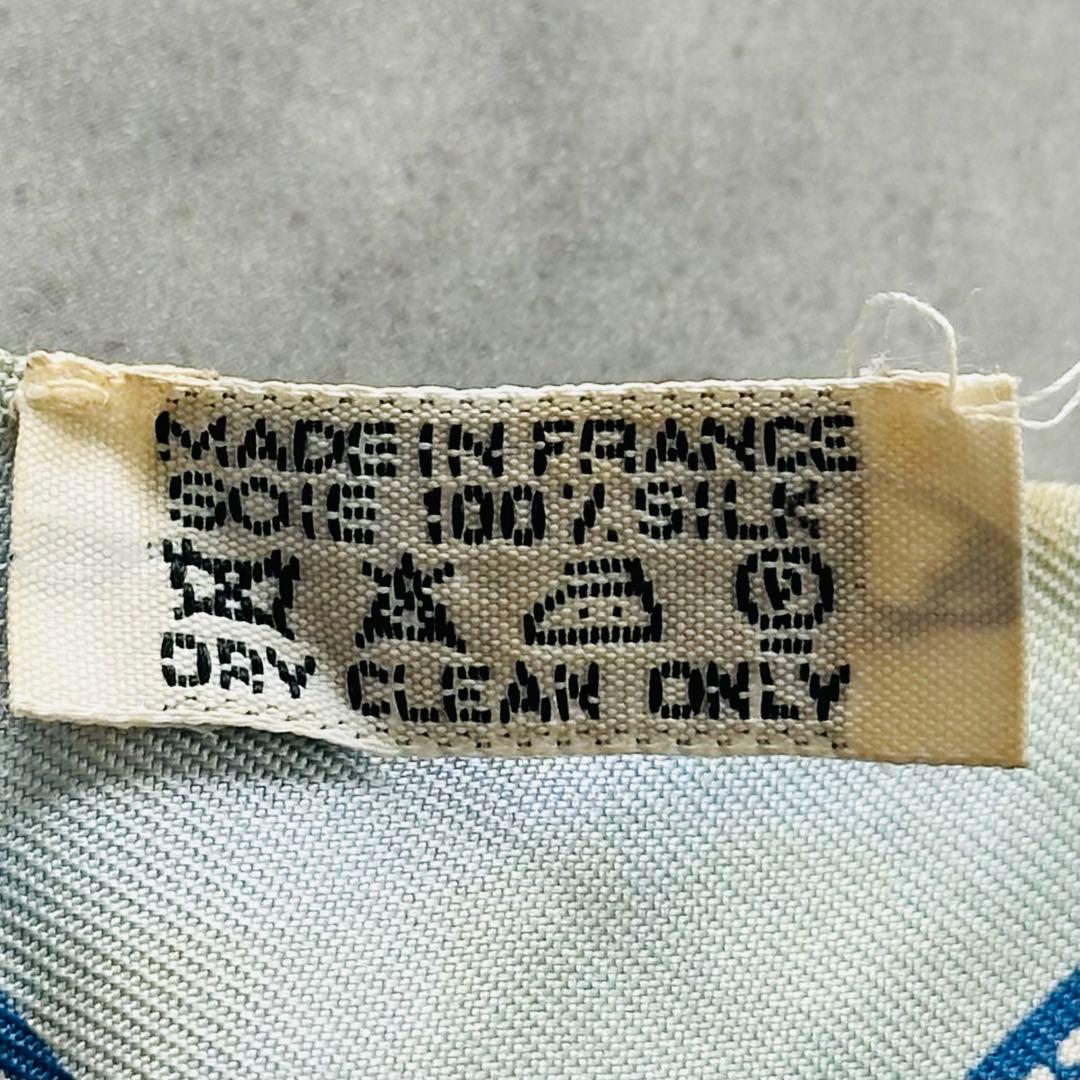 MADE IN FRANCE
SOIE 100% SILK
P
DRY CLEAN ONLY